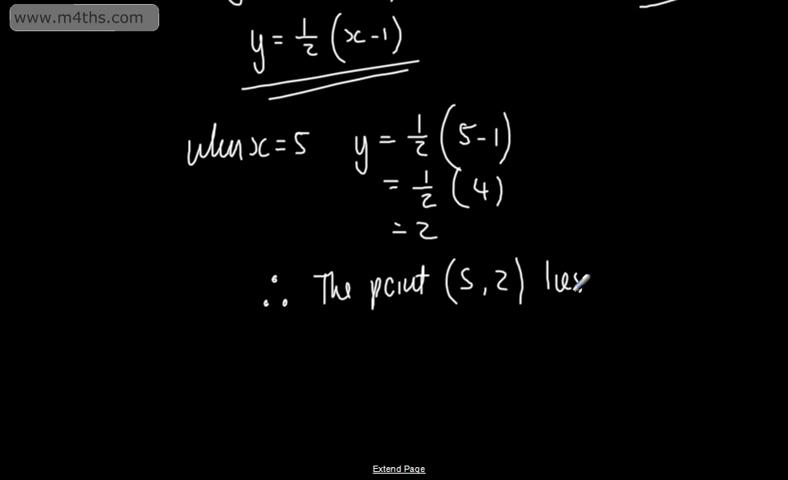 www.m4ths.com
y = 1/2 (x-1)
when x = 5 y = 1/2 (5-1)
= 1/2 (4)
= 2
∴ The point (5, 2) lies
Extend Page